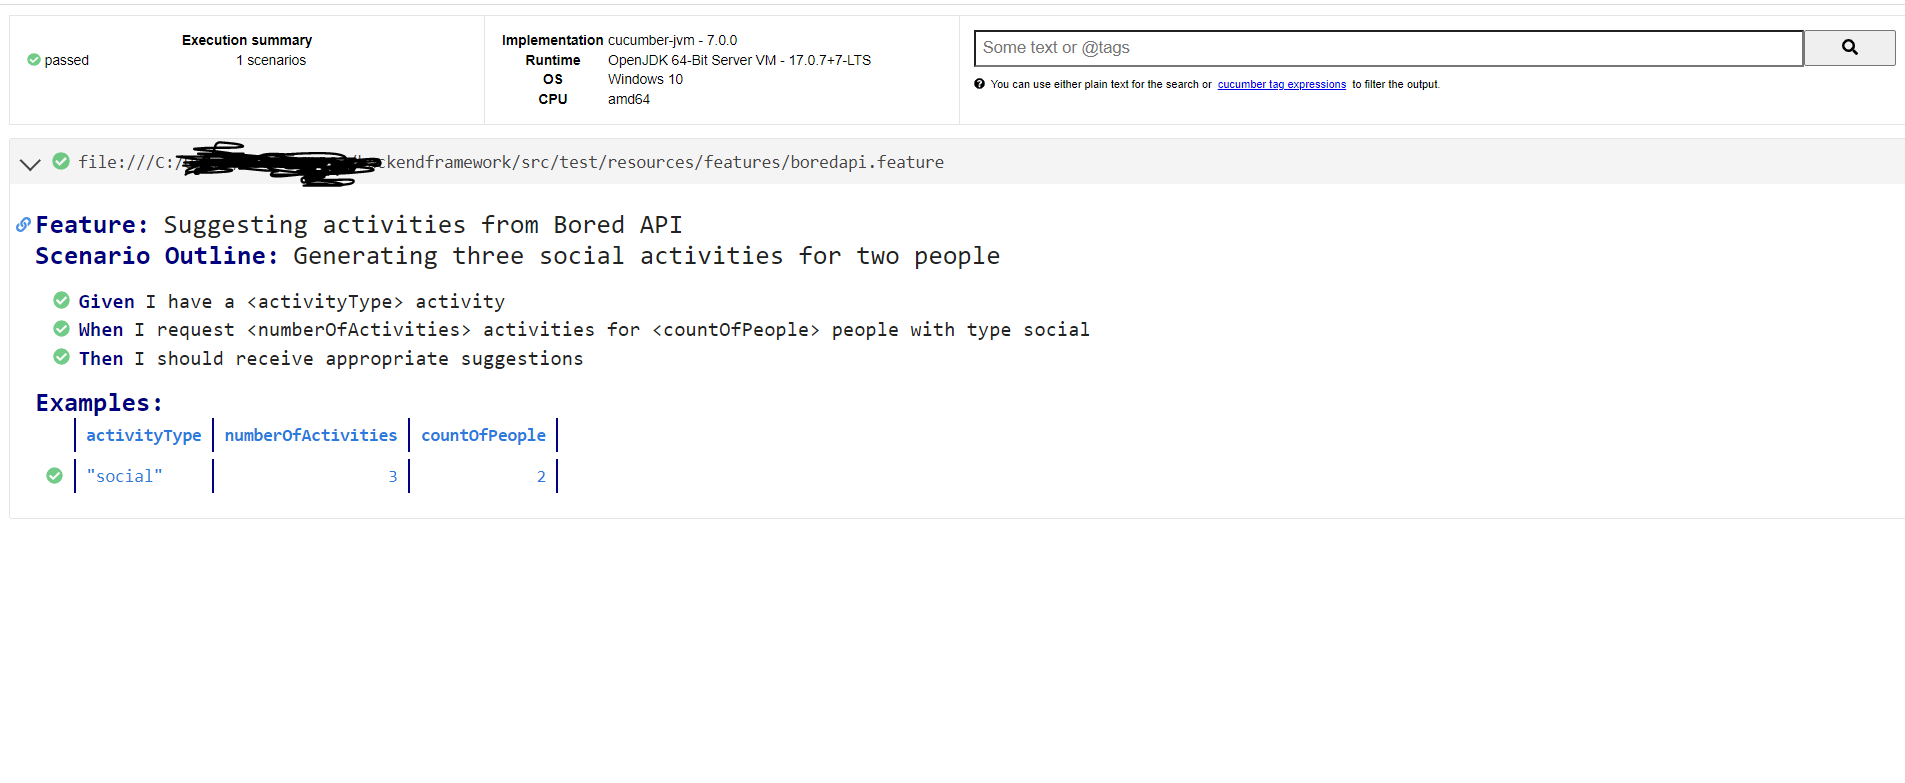 passed
Execution summary
1 scenarios
Implementation cucumber-jvm - 7.0.0
Runtime OpenJDK 64-Bit Server VM - 17.0.7+7-LTS
OS Windows 10
CPU amd64
Some text or @tags
You can use either plain text for the search or cucumber tag expressions to filter the output.
file:///C:/ ckendframework/src/test/resources/features/boredapi.feature
Feature: Suggesting activities from Bored API
Scenario Outline: Generating three social activities for two people
Given I have a <activityType> activity
When I request <numberOfActivities> activities for <countOfPeople> people with type social
Then I should receive appropriate suggestions
Examples:
activityType numberOfActivities countOfPeople
"social" 3 2